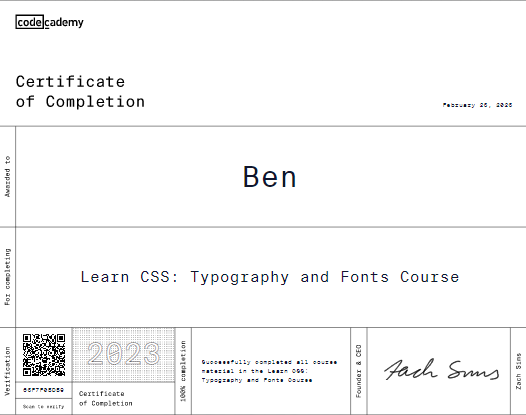 codecademy
Certificate
of Completion
February 25, 2025
Awarded to
Ben
For completing
Learn CSS: Typography and Fonts Course
Verification
Scan to verify
2023
Certificate
of Completion
100% completion
Successfully completed all course
material in the Learn CSS:
Typography and Fonts Course
Founder & CEO
Zach Sims
Zach Sims